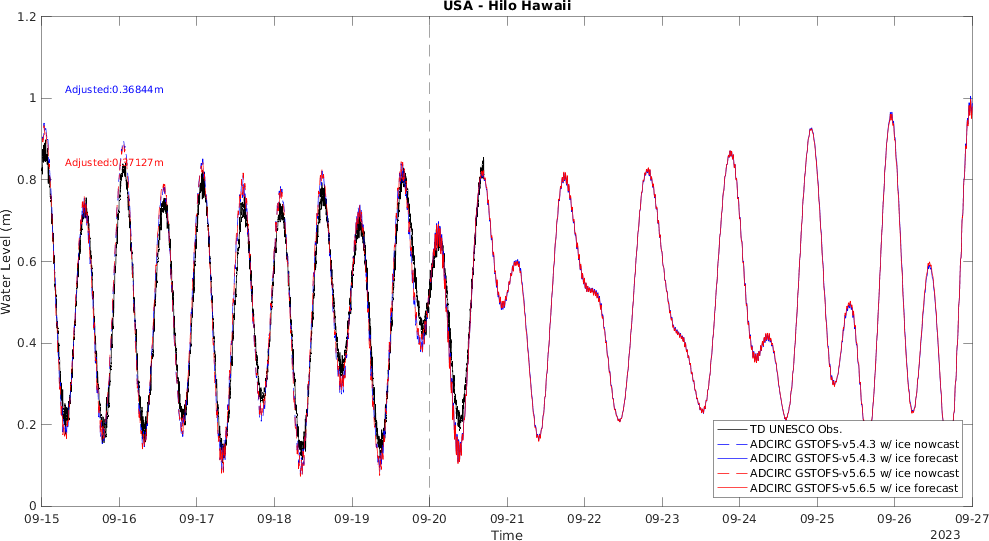 USA - Hilo Hawaii
1.2
1
0.8
0.6
0.4
0.2
0
Water Level (m)
Adjusted:0.36844m
Adjusted:0.37127m
TD UNESCO Obs.
ADCIRC GSTOFS-v5.4.3 w/ ice nowcast
ADCIRC GSTOFS-v5.4.3 w/ ice forecast
ADCIRC GSTOFS-v5.6.5 w/ ice nowcast
ADCIRC GSTOFS-v5.6.5 w/ ice forecast
09-15 09-16 09-17 09-18 09-19 09-20 09-21 09-22 09-23 09-24 09-25 09-26 09-27
Time
2023